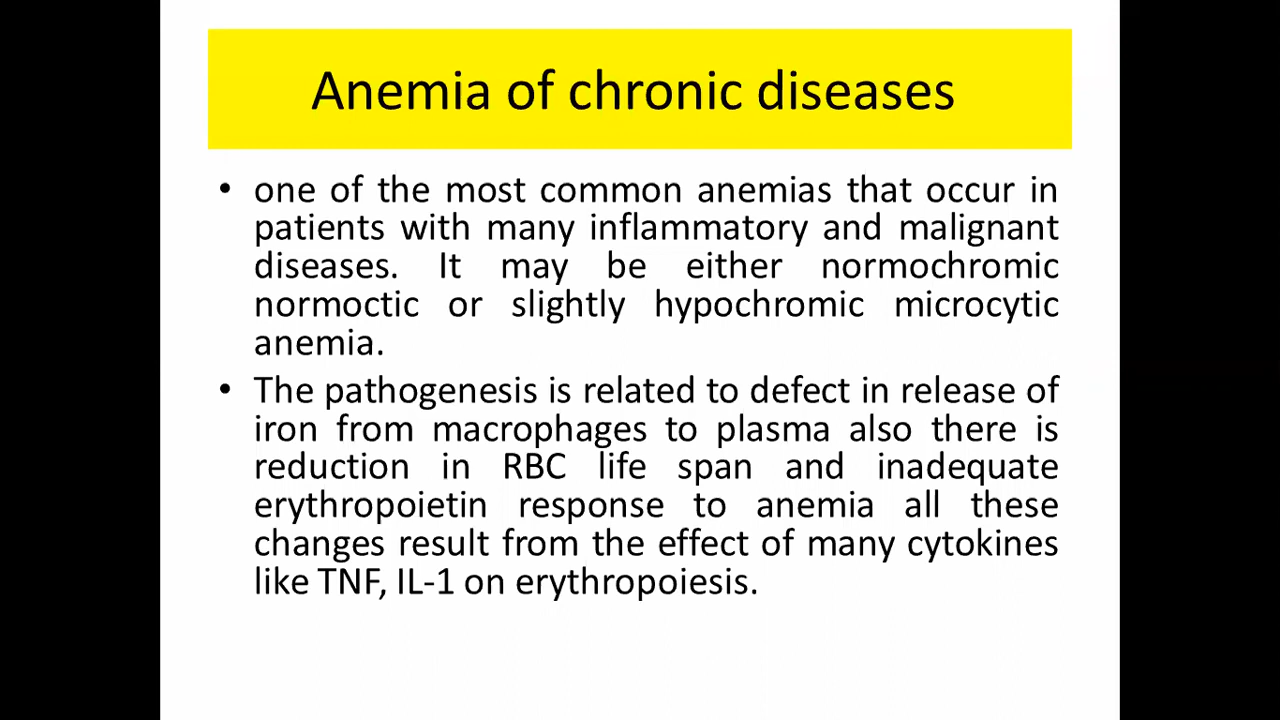 Anemia of chronic diseases
• one of the most common anemias that occur in
patients with many inflammatory and malignant
diseases. It may be either normochromic
normoctic or slightly hypochromic microcytic
anemia.
• The pathogenesis is related to defect in release of
iron from macrophages to plasma also there is
reduction in RBC life span and inadequate
erythropoietin response to anemia all these
changes result from the effect of many cytokines
like TNF, IL-1 on erythropoiesis.